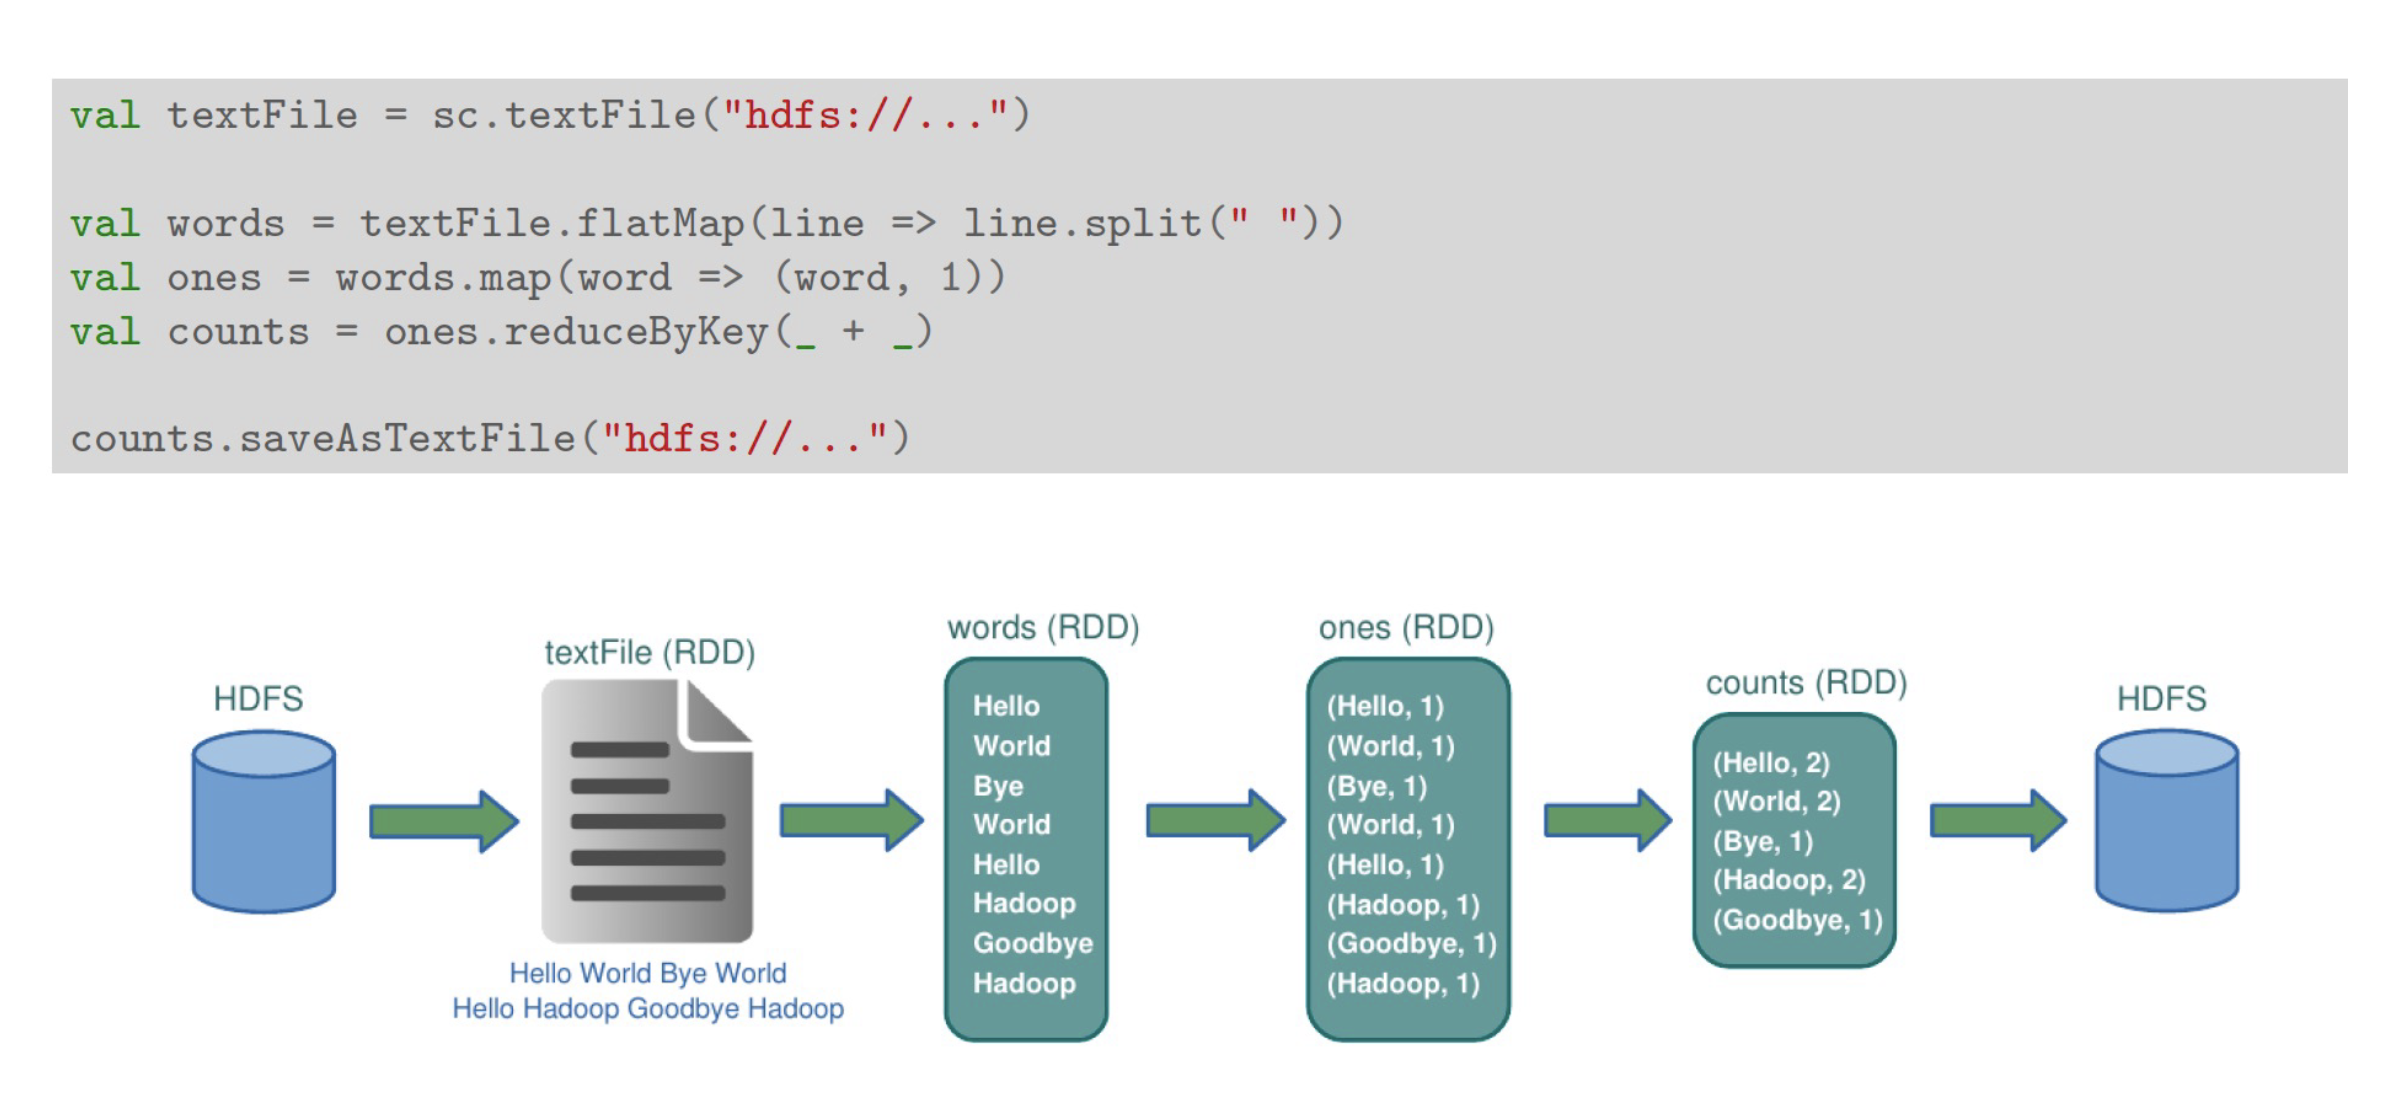 val textFile = sc.textFile("hdfs://...")
val words = textFile.flatMap(line => line.split(" "))
val ones = words.map(word => (word, 1))
val counts = ones.reduceByKey(_ + _)
counts.saveAsTextFile("hdfs://...")
HDFS
textFile (RDD)
Hello World Bye World
Hello Hadoop Goodbye Hadoop
words (RDD)
Hello
World
Bye
World
Hello
Hadoop
Goodbye
Hadoop
ones (RDD)
(Hello, 1)
(World, 1)
(Bye, 1)
(World, 1)
(Hello, 1)
(Hadoop, 1)
(Goodbye, 1)
(Hadoop, 1)
counts (RDD)
(Hello, 2)
(World, 2)
(Bye, 1)
(Hadoop, 2)
(Goodbye, 1)
HDFS